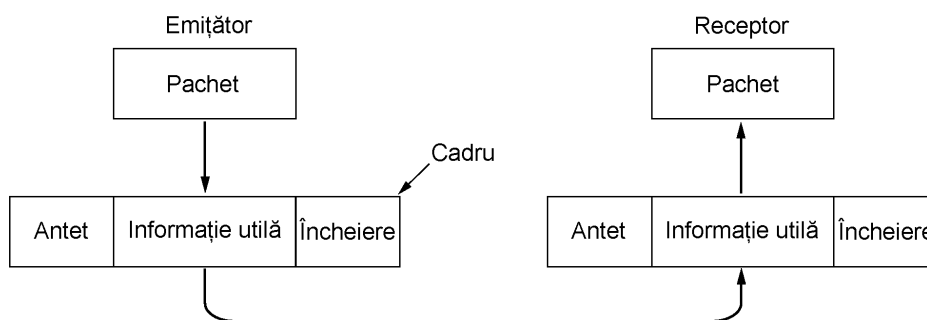 Emițător
Pachet
Cadru
Antet
Informație utilă
Încheiere
Receptor
Pachet
Antet
Informație utilă
Încheiere